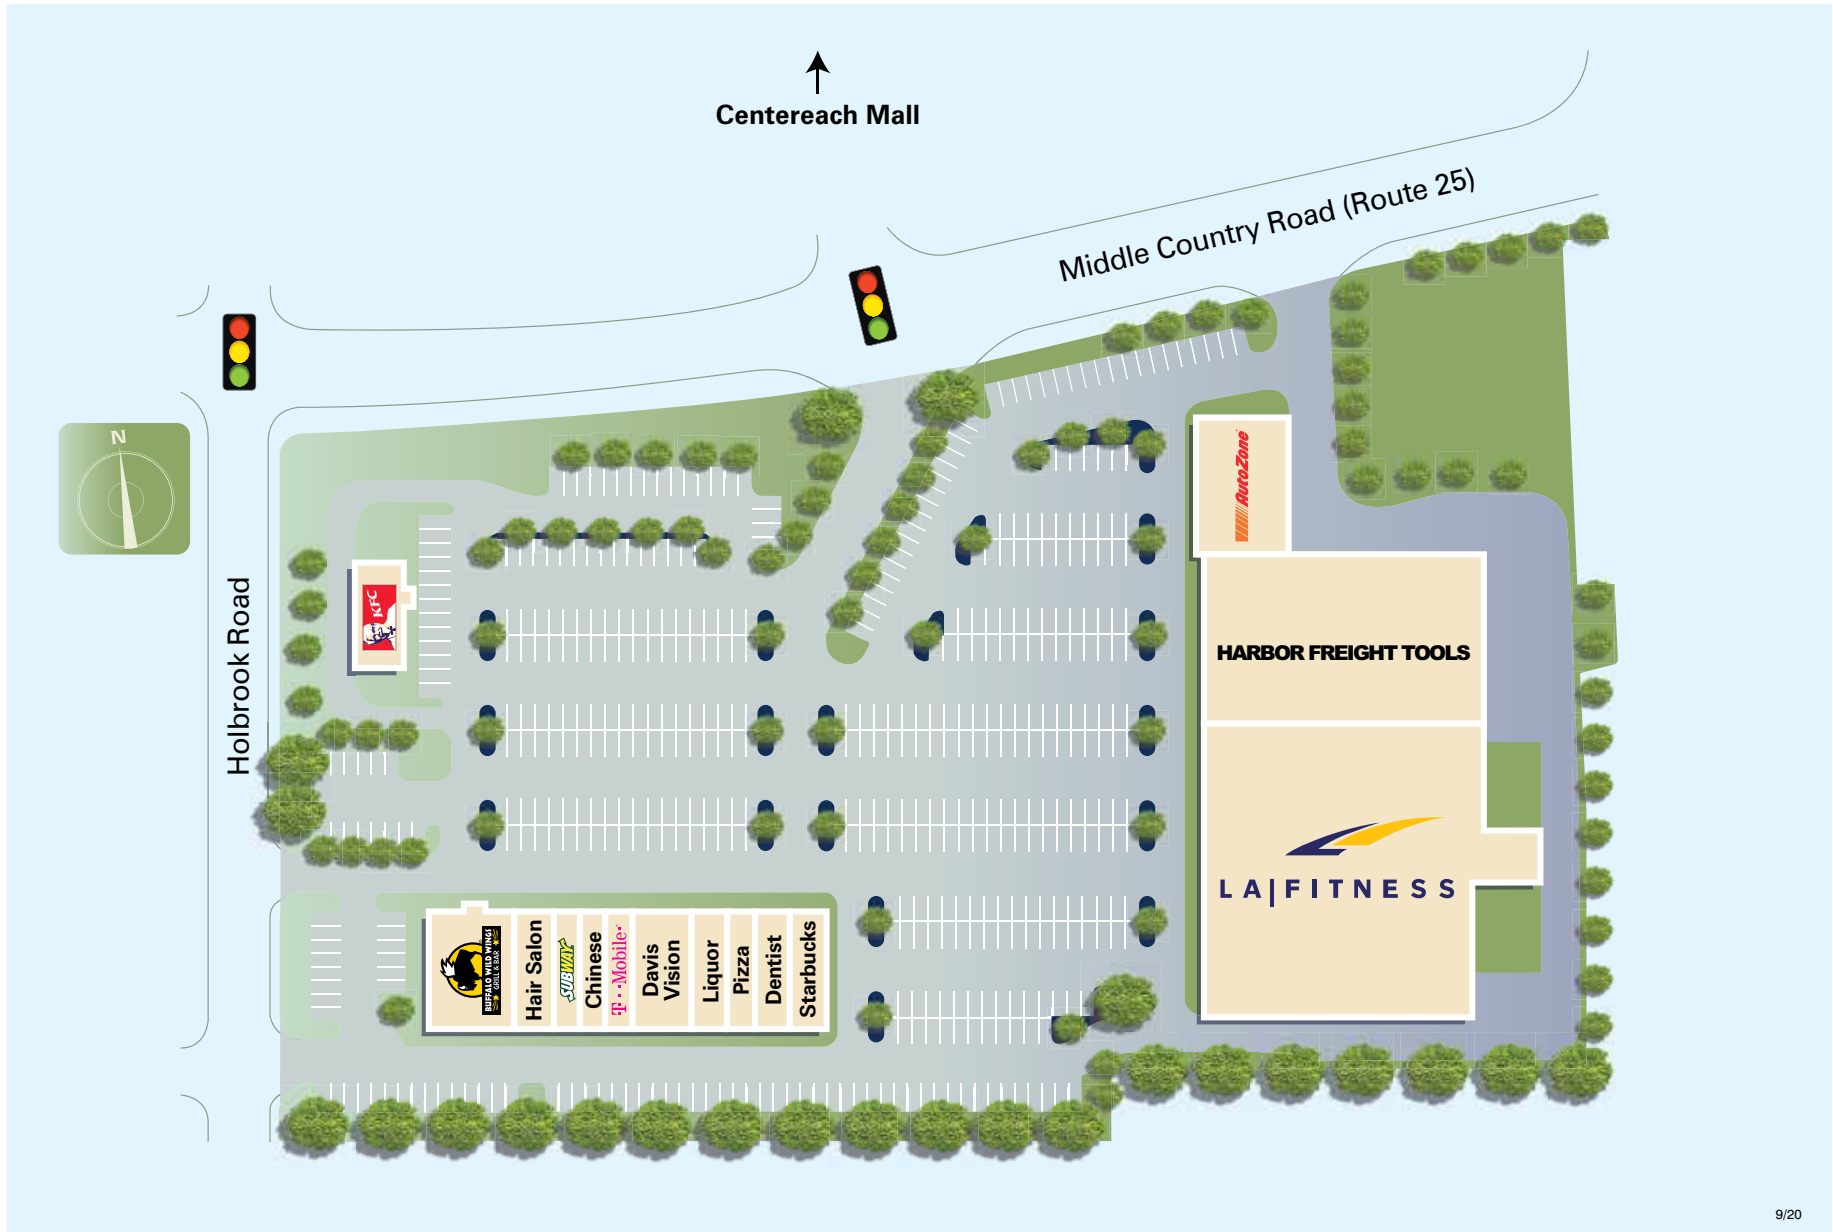 Centereach Mall
Middle Country Road (Route 25)
N
Holbrook Road
KFC
AutoZone
HARBOR FREIGHT TOOLS
LA|FITNESS
BUFFALO WILD WINGS
GRILL & BAR
Hair Salon
SUBWAY
Chinese
T··Mobile·
Davis
Vision
Liquor
Pizza
Dentist
Starbucks
9/20